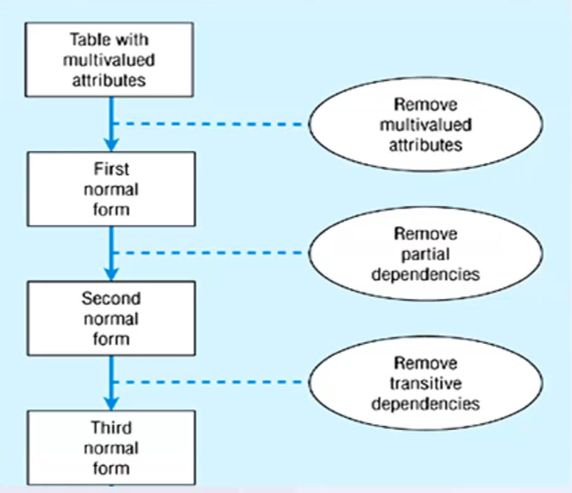 Table with
multivalued
attributes
Remove
multivalued
attributes
First
normal
form
Remove
partial
dependencies
Second
normal
form
Remove
transitive
dependencies
Third
normal
form